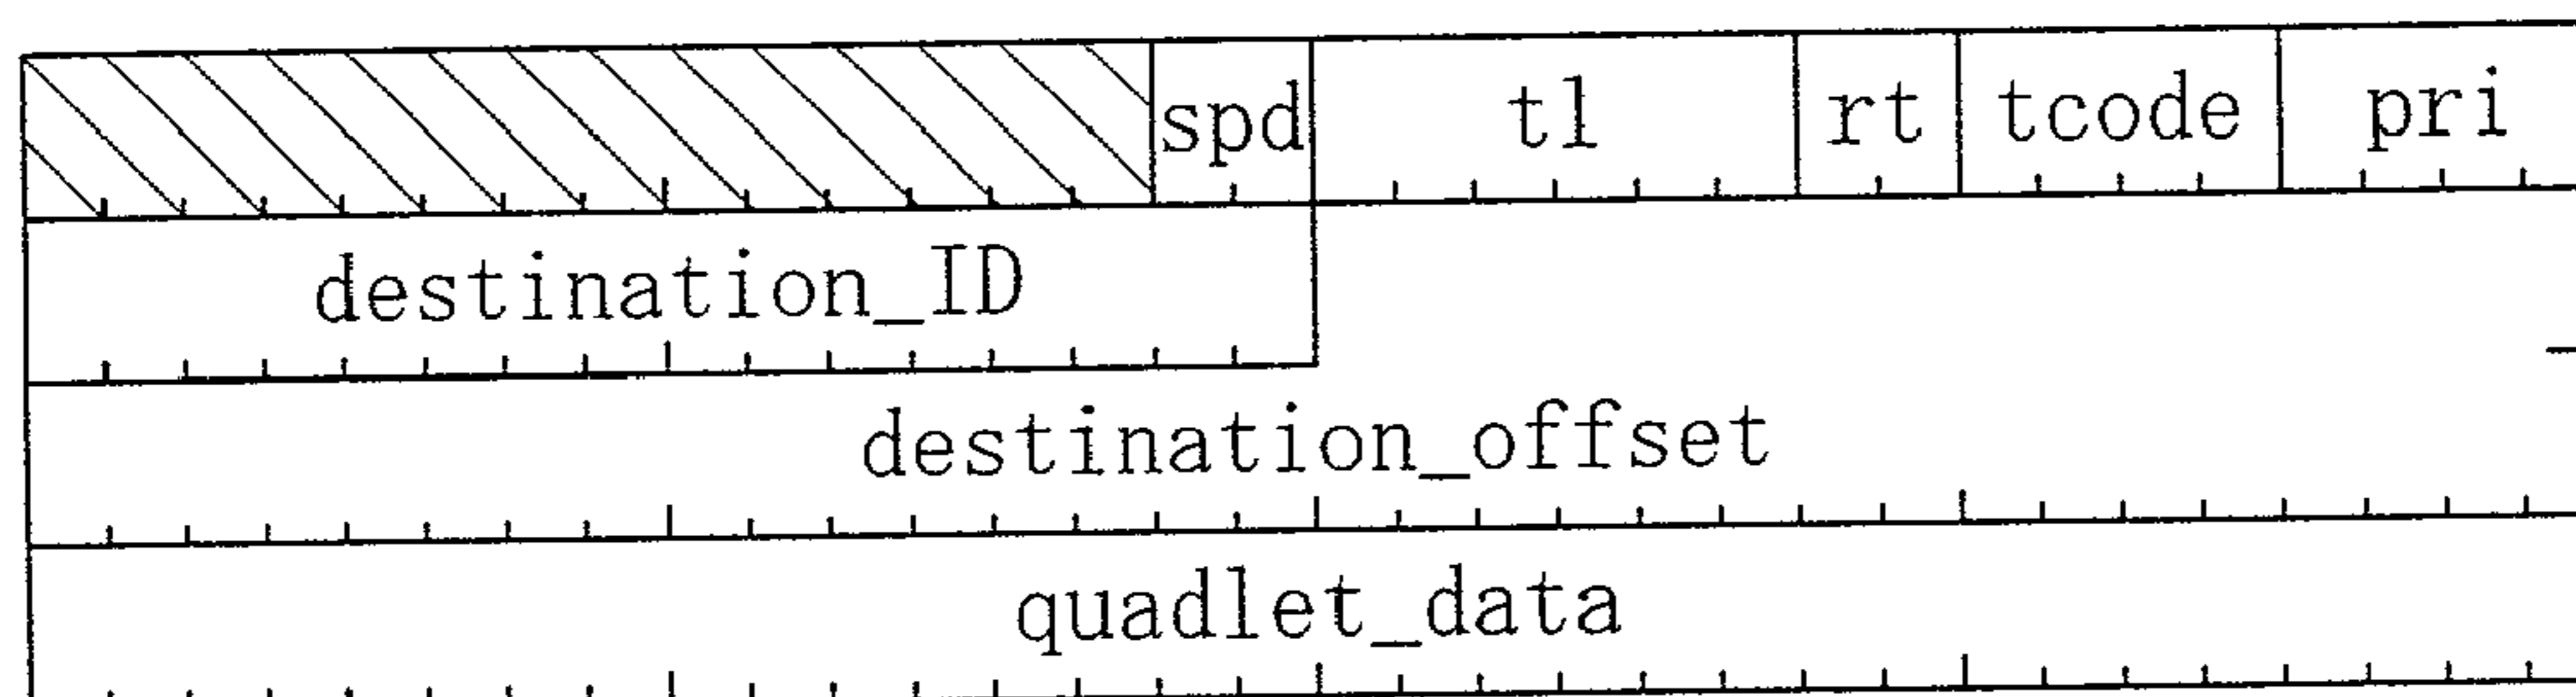 spd tl rt tcode pri
destination_ID
destination_offset
quadlet_data